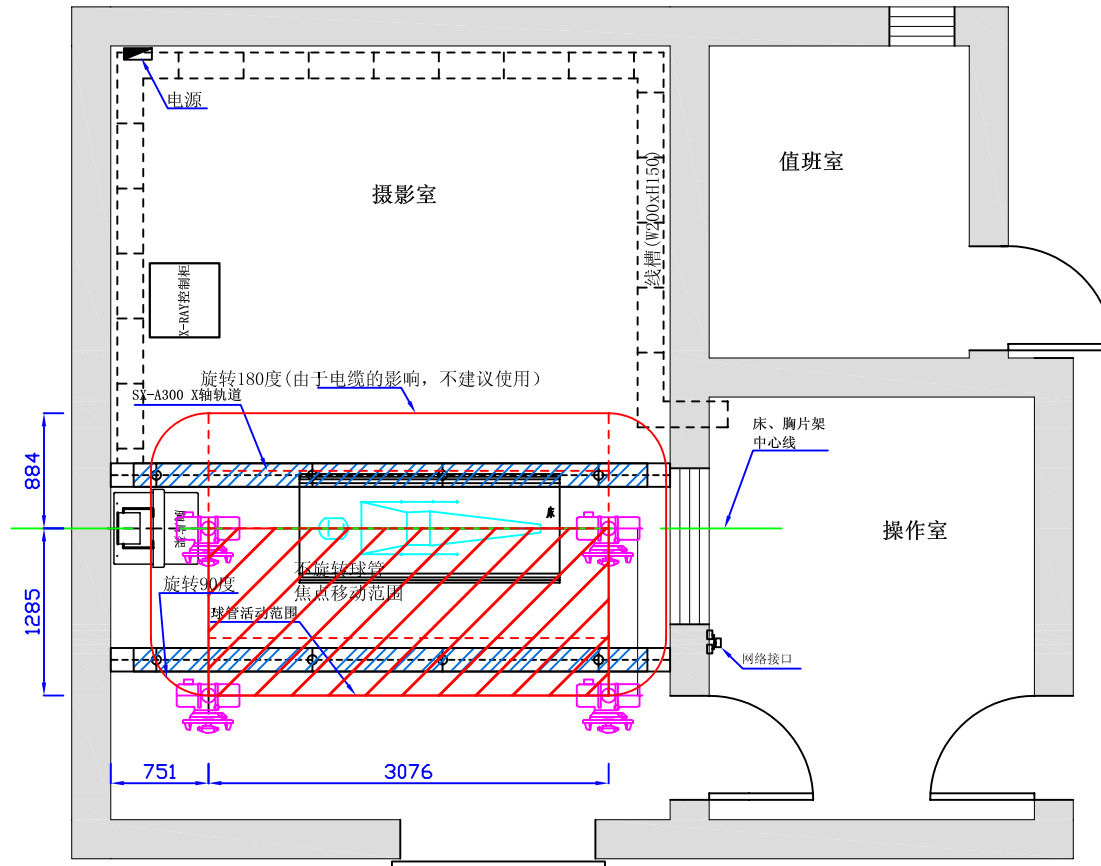 电源
摄影室
值班室
线槽(W200xH150)
X-RAY控制柜
旋转180度(由于电缆的影响，不建议使用)
SX-A300 X轴轨道
床、胸片架
中心线
884
床
胸片架
操作室
不旋转球管
焦点移动范围
旋转90度
球管活动范围
1285
网络接口
751
3076